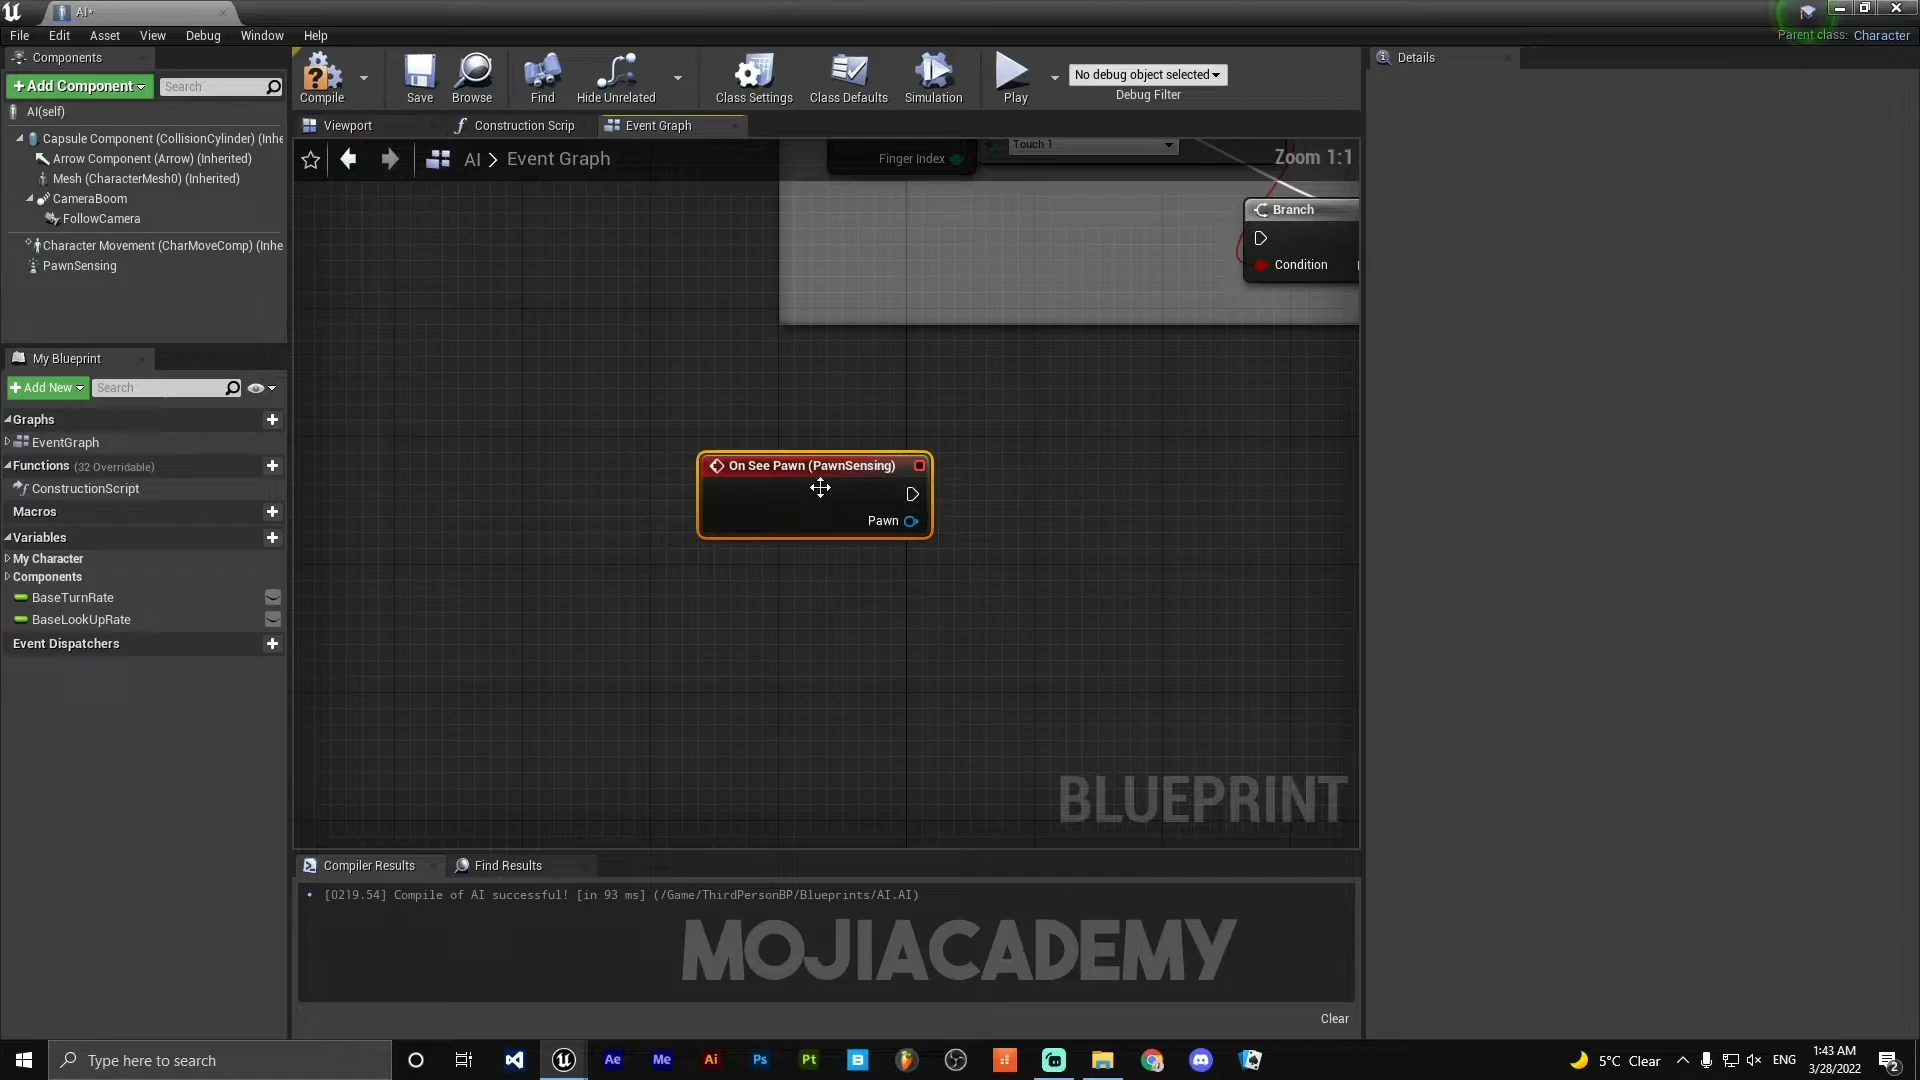 AI*
File Edit Asset View Debug Window Help
Parent class: Character
Components
+Add Component Search
AI(self)
Capsule Component (CollisionCylinder) (Inhe
Arrow Component (Arrow) (Inherited)
Mesh (CharacterMesh0) (Inherited)
CameraBoom
FollowCamera
Character Movement (CharMoveComp) (Inhe
PawnSensing
My Blueprint
+Add New Search
Graphs
EventGraph
Functions (32 Overridable)
ConstructionScript
Macros
Variables
My Character
Components
BaseTurnRate
BaseLookUpRate
Event Dispatchers
Compile Save Browse Find Hide Unrelated Class Settings Class Defaults Simulation Play
No debug object selected
Debug Filter
Viewport Construction Scrip Event Graph
AI > Event Graph
Zoom 1:1
Finger Index
Touch 1
Branch
Condition
On See Pawn (PawnSensing)
Pawn
BLUEPRINT
Compiler Results Find Results
[0219.54] Compile of AI successful! [in 93 ms] (/Game/ThirdPersonBP/Blueprints/AI.AI)
MOJIACADEMY
Clear
Details
Type here to search
Ae Me Ai Ps Pt
5°C Clear
ENG
1:43 AM
3/28/2022
2